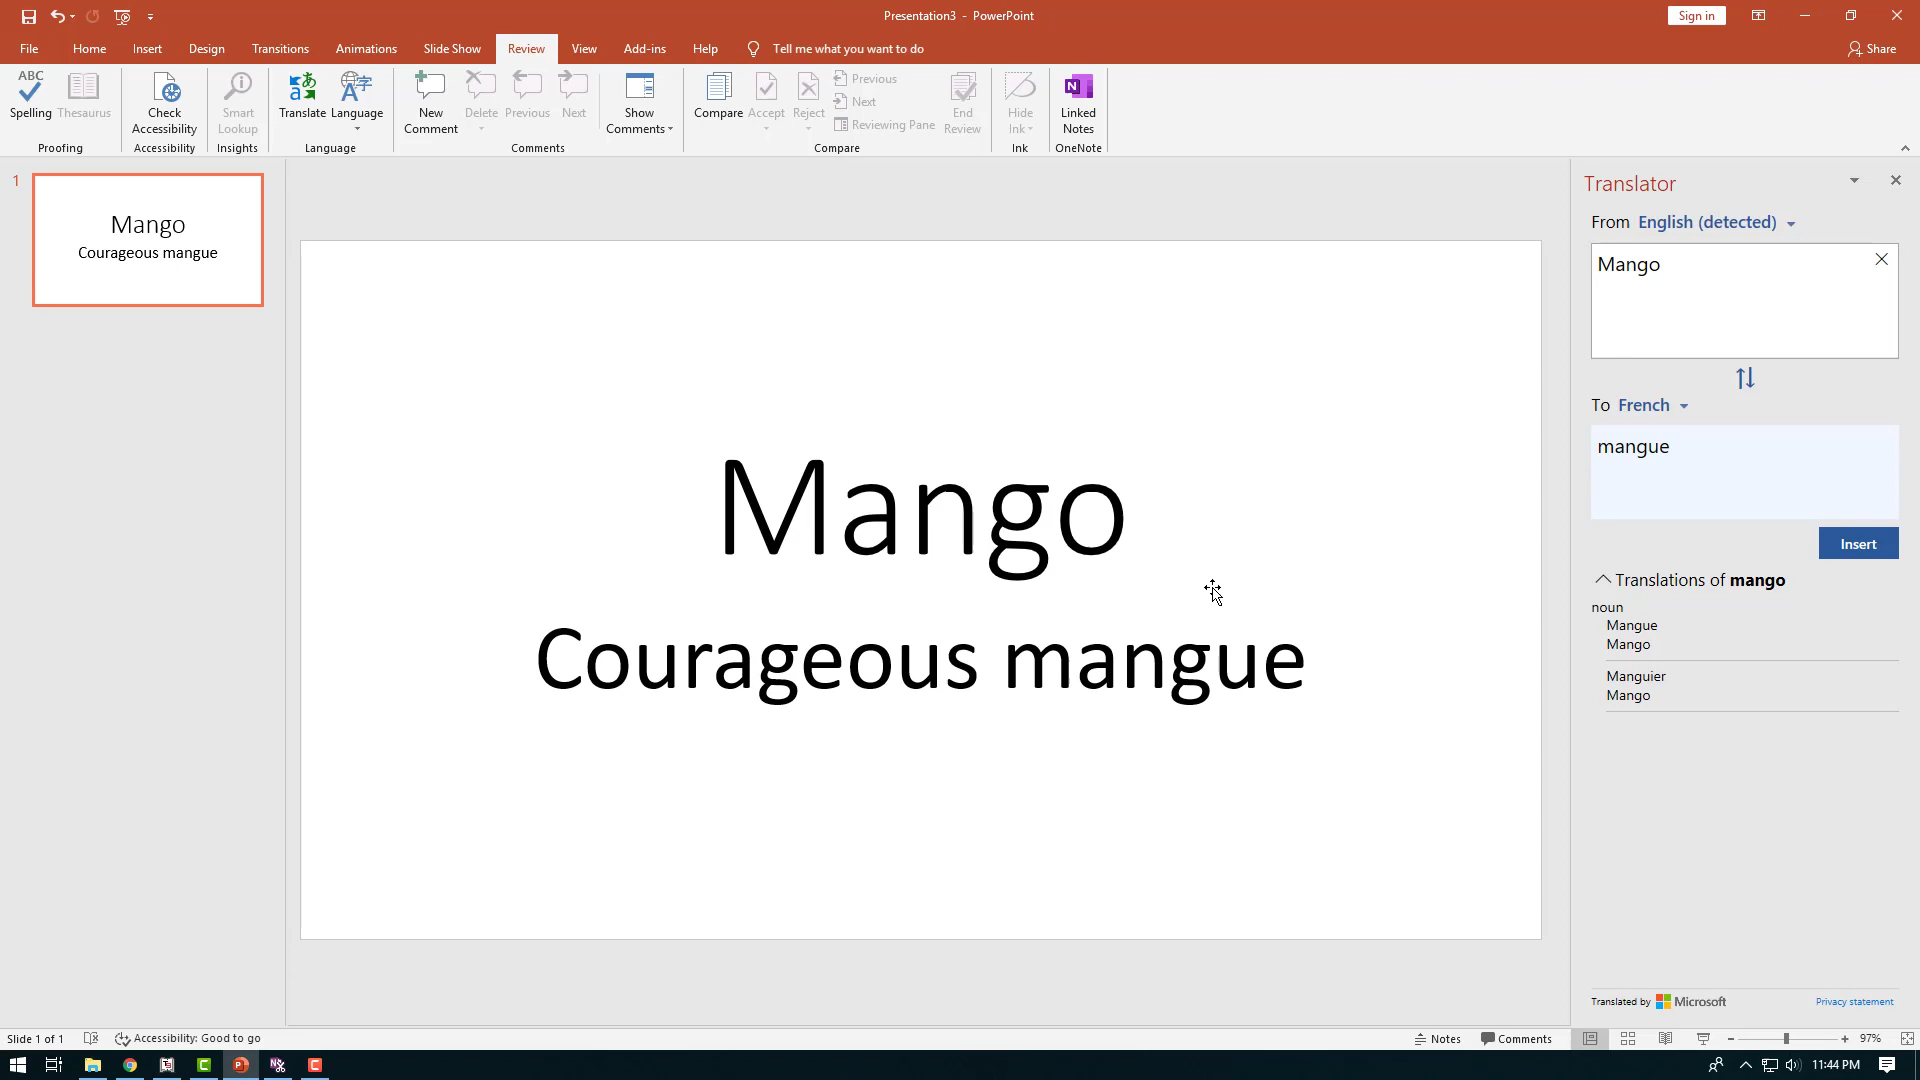 Presentation3 - PowerPoint
Sign in
File Home Insert Design Transitions Animations Slide Show Review View Add-ins Help Tell me what you want to do Share
ABC
Spelling Thesaurus Check Accessibility Smart Lookup Translate Language New Comment Delete Previous Next Show Comments Compare Accept Reject Previous
Next
Reviewing Pane
End Review Hide Ink Linked Notes
Proofing Accessibility Insights Language Comments Compare Ink OneNote
1
Mango
Courageous mangue
Mango
Courageous mangue
Translator
From English (detected)
Mango
To French
mangue
Insert
Translations of mango
noun
Mangue
Mango
Manguier
Mango
Translated by Microsoft Privacy statement
Slide 1 of 1 Accessibility: Good to go Notes Comments 97%
11:44 PM